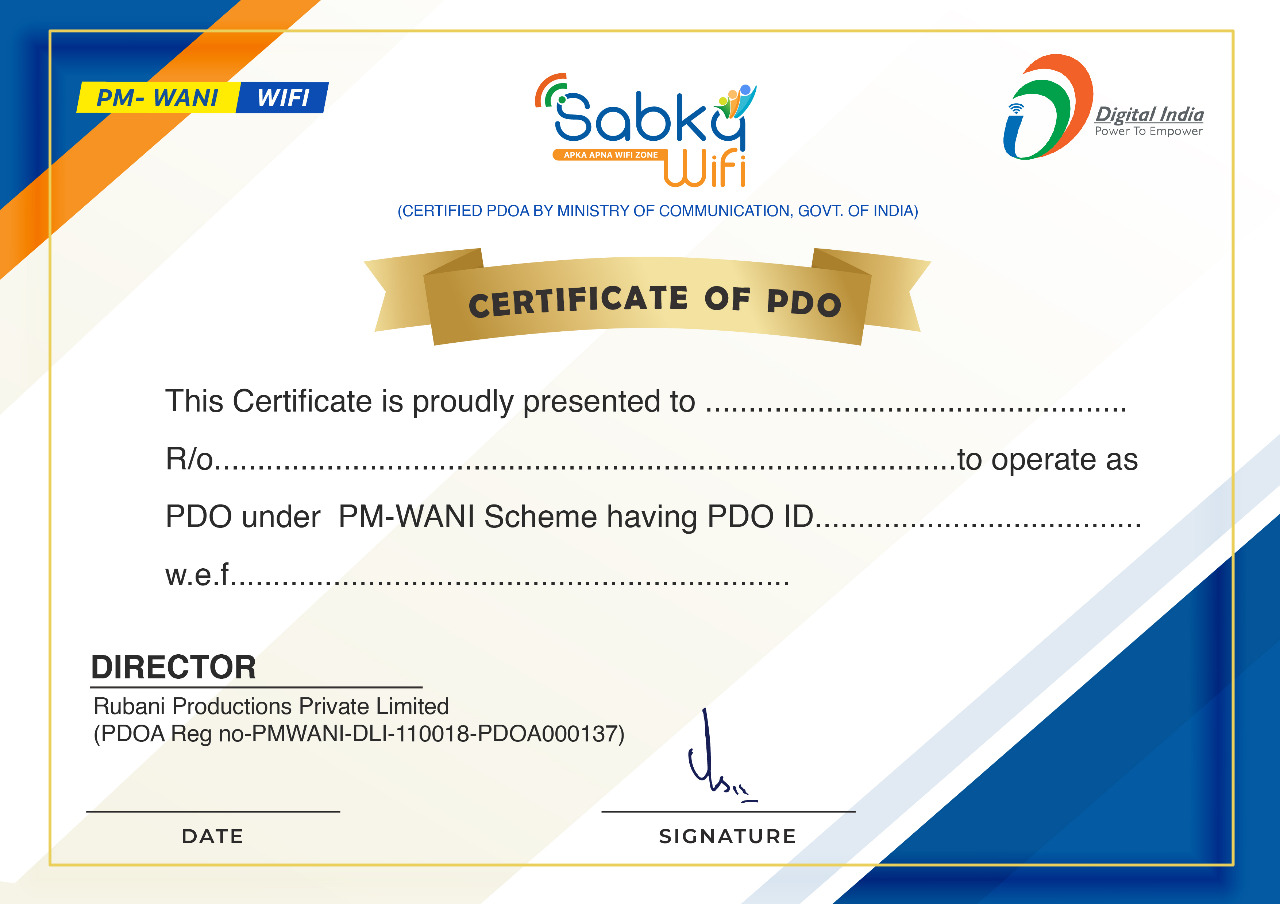 PM- WANI WIFI
Sabka
APKA APNA WIFI ZONE
WiFi
Digital India
Power To Empower
(CERTIFIED PDOA BY MINISTRY OF COMMUNICATION, GOVT. OF INDIA)
CERTIFICATE OF PDO
This Certificate is proudly presented to ................................................
R/o.....................................................................................to operate as
PDO under PM-WANI Scheme having PDO ID.....................................
w.e.f................................................................
DIRECTOR
Rubani Productions Private Limited
(PDOA Reg no-PMWANI-DLI-110018-PDOA000137)
DATE
SIGNATURE